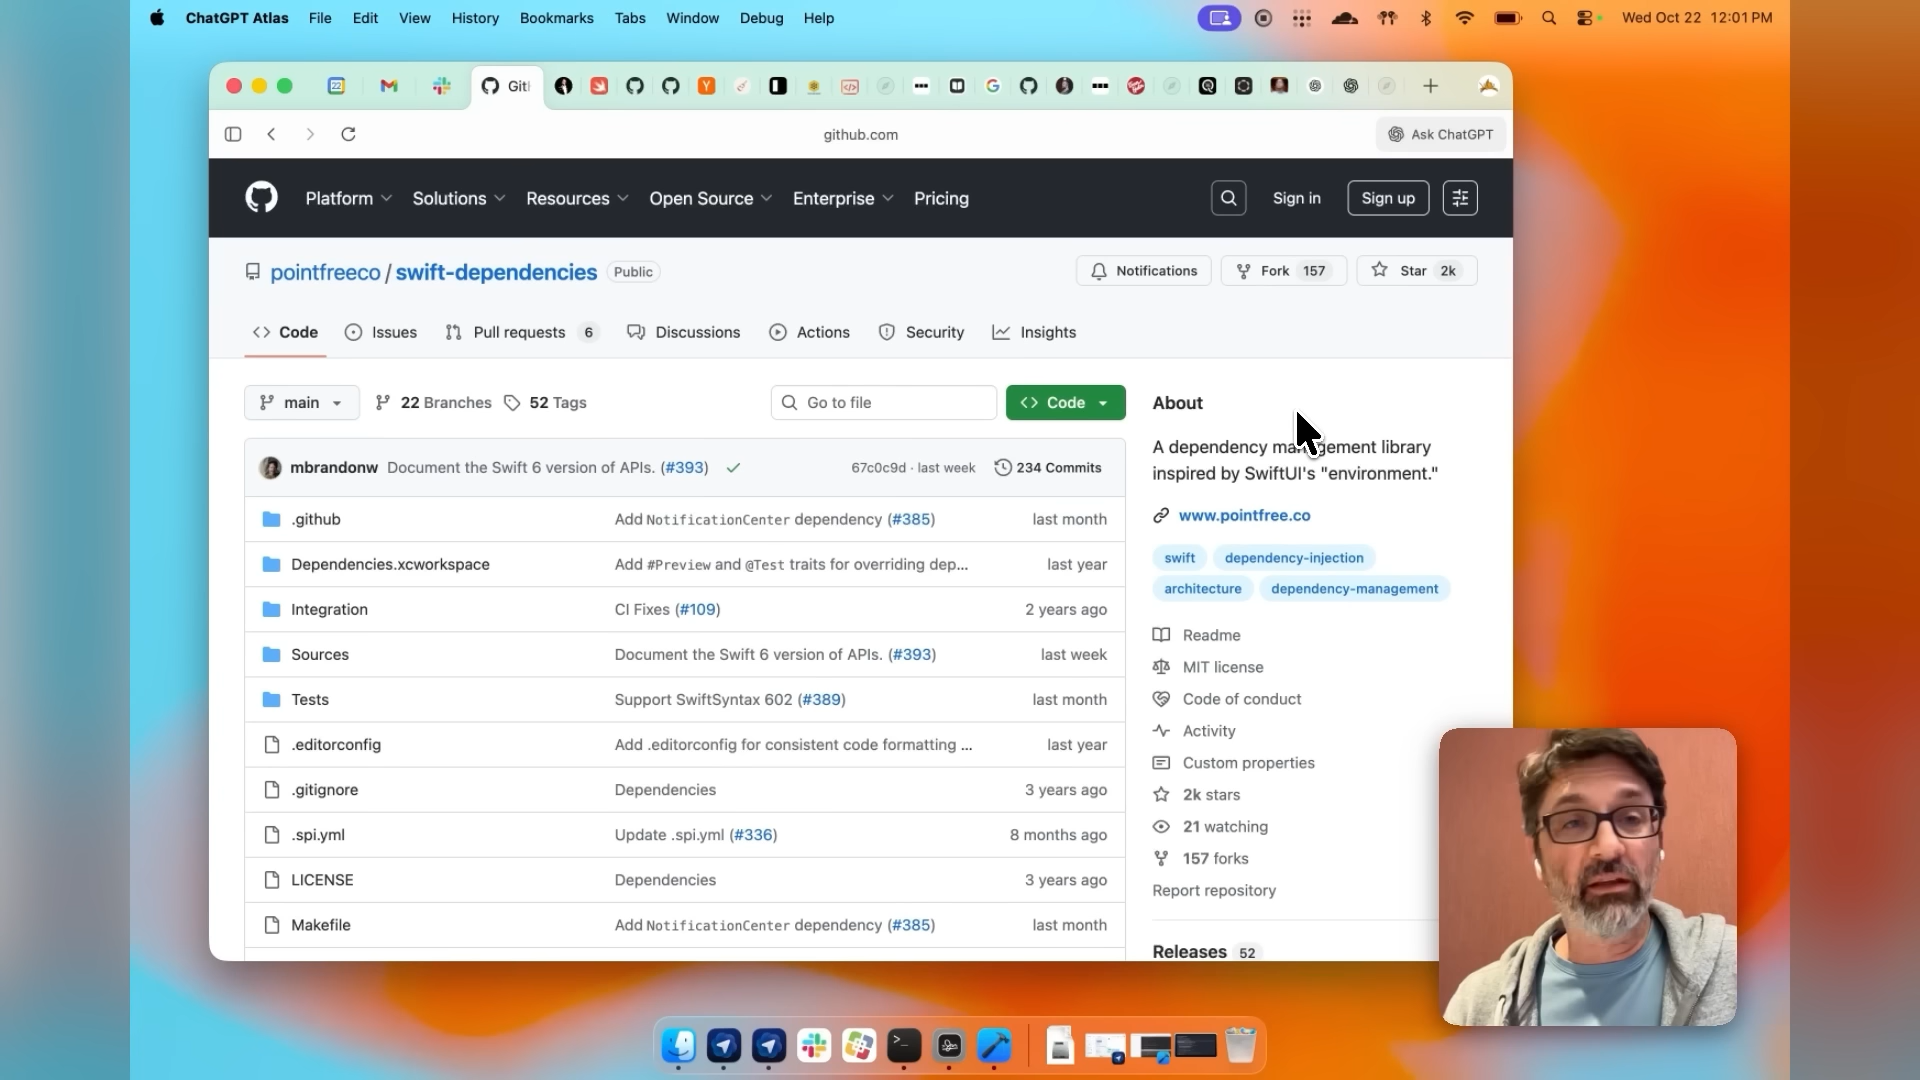 ChatGPT Atlas File Edit View History Bookmarks Tabs Window Debug Help
Wed Oct 22 12:01 PM
github.com
Ask ChatGPT
Platform Solutions Resources Open Source Enterprise Pricing
Sign in
Sign up
pointfreeco / swift-dependencies Public
Notifications
Fork 157
Star 2k
Code
Issues
Pull requests 6
Discussions
Actions
Security
Insights
main
22 Branches
52 Tags
Go to file
Code
mbrandonw Document the Swift 6 version of APIs. (#393)
67c0c9d · last week
234 Commits
.github Add NotificationCenter dependency (#385) last month
Dependencies.xcworkspace Add #Preview and @Test traits for overriding dep... last year
Integration CI Fixes (#109) 2 years ago
Sources Document the Swift 6 version of APIs. (#393) last week
Tests Support SwiftSyntax 602 (#389) last month
.editorconfig Add .editorconfig for consistent code formatting ... last year
.gitignore Dependencies 3 years ago
.spi.yml Update .spi.yml (#336) 8 months ago
LICENSE Dependencies 3 years ago
Makefile Add NotificationCenter dependency (#385) last month
About
A dependency management library
inspired by SwiftUI's "environment."
www.pointfree.co
swift dependency-injection
architecture dependency-management
Readme
MIT license
Code of conduct
Activity
Custom properties
2k stars
21 watching
157 forks
Report repository
Releases 52